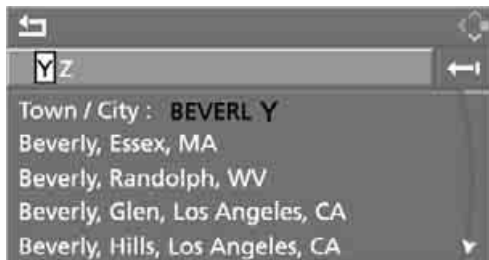 YZ
Town / City : BEVERL Y
Beverly, Essex, MA
Beverly, Randolph, WV
Beverly, Glen, Los Angeles, CA
Beverly, Hills, Los Angeles, CA